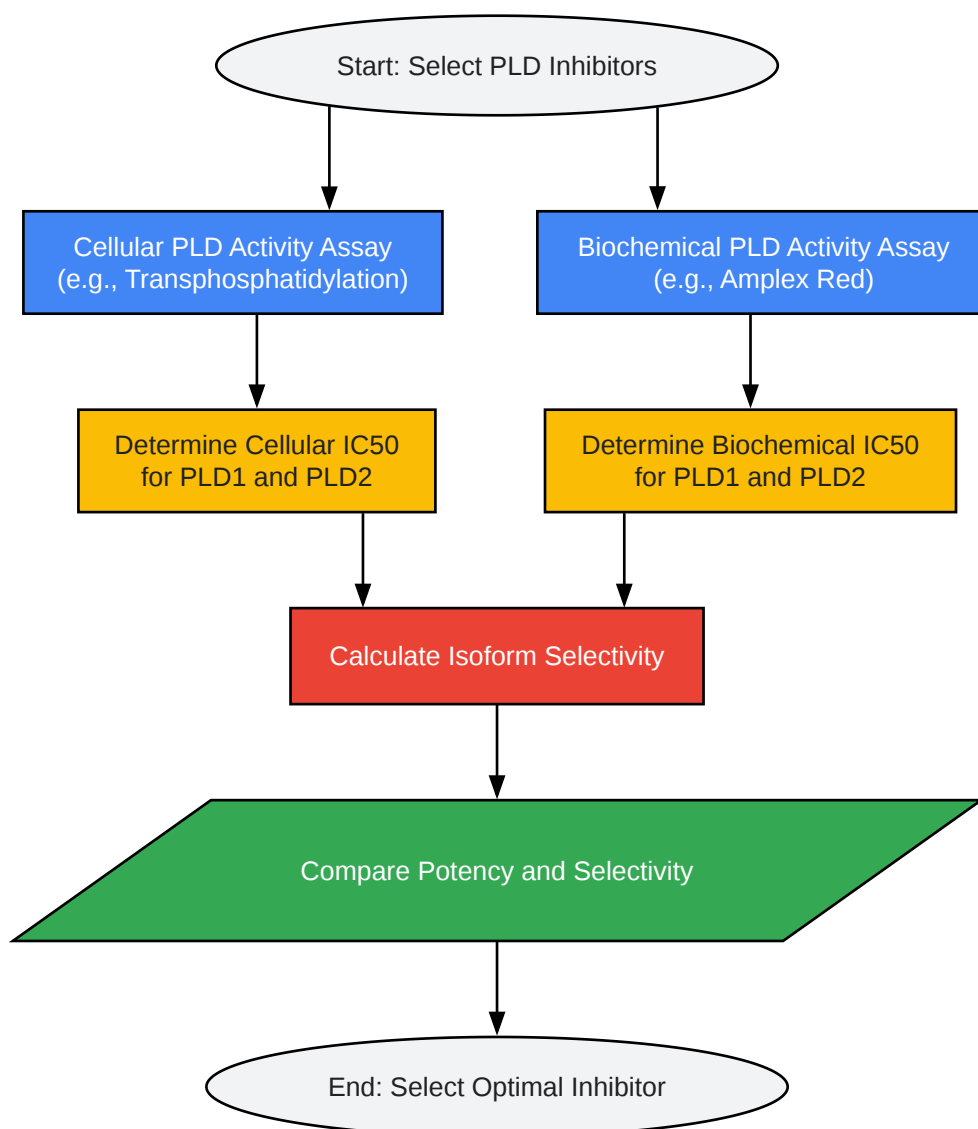 Start: Select PLD Inhibitors
Cellular PLD Activity Assay
(e.g., Transphosphatidylation)
Biochemical PLD Activity Assay
(e.g., Amplex Red)
Determine Cellular IC50
for PLD1 and PLD2
Determine Biochemical IC50
for PLD1 and PLD2
Calculate Isoform Selectivity
Compare Potency and Selectivity
End: Select Optimal Inhibitor